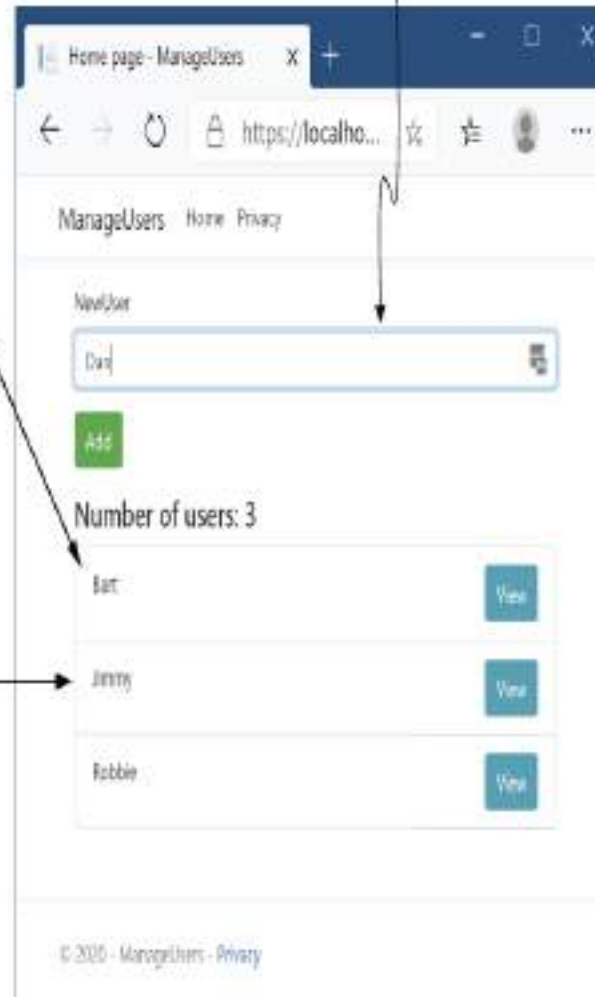 Home page - ManageUsers X +
https://localho... ...
ManageUsers Home Privacy
NewUser
Dan
Add
Number of users: 3
Bart View
Jimmy View
Robbie View
© 2020 - ManageUsers - Privacy